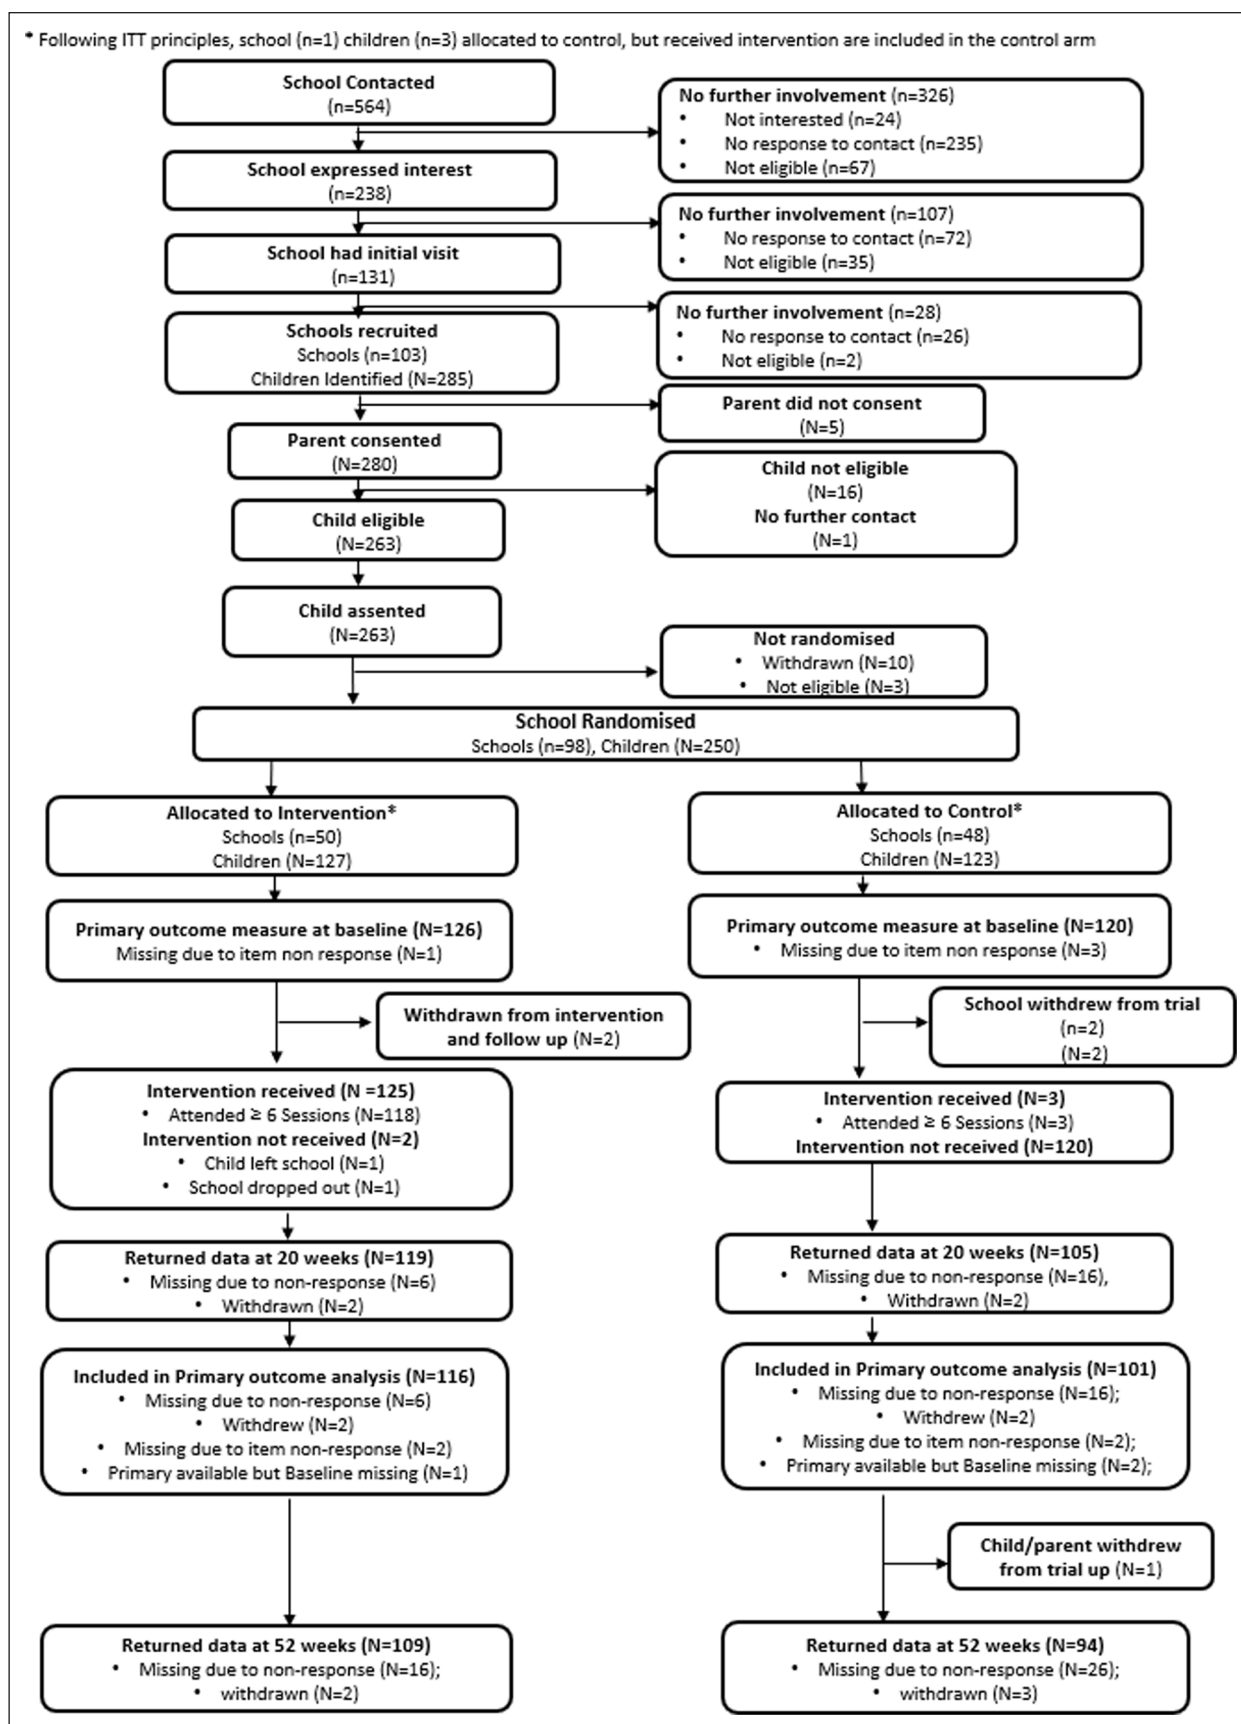 * Following ITT principles, school (n=1) children (n=3) allocated to control, but received intervention are included in the control arm
School Contacted
(n=564)
No further involvement (n=326)
• Not interested (n=24)
• No response to contact (n=235)
• Not eligible (n=67)
School expressed interest
(n=238)
No further involvement (n=107)
• No response to contact (n=72)
• Not eligible (n=35)
School had initial visit
(n=131)
No further involvement (n=28)
• No response to contact (n=26)
• Not eligible (n=2)
Schools recruited
Schools (n=103)
Children Identified (N=285)
Parent did not consent
(N=5)
Parent consented
(N=280)
Child not eligible
(N=16)
No further contact
(N=1)
Child eligible
(N=263)
Child assented
(N=263)
Not randomised
• Withdrawn (N=10)
• Not eligible (N=3)
School Randomised
Schools (n=98), Children (N=250)
Allocated to Intervention*
Schools (n=50)
Children (N=127)
Allocated to Control*
Schools (n=48)
Children (N=123)
Primary outcome measure at baseline (N=126)
Missing due to item non response (N=1)
Primary outcome measure at baseline (N=120)
• Missing due to item non response (N=3)
Withdrawn from intervention
and follow up (N=2)
School withdrew from trial
(n=2)
(N=2)
Intervention received (N =125)
• Attended ≥ 6 Sessions (N=118)
Intervention not received (N=2)
• Child left school (N=1)
• School dropped out (N=1)
Intervention received (N=3)
• Attended ≥ 6 Sessions (N=3)
Intervention not received (N=120)
Returned data at 20 weeks (N=119)
• Missing due to non-response (N=6)
• Withdrawn (N=2)
Returned data at 20 weeks (N=105)
• Missing due to non-response (N=16),
• Withdrawn (N=2)
Included in Primary outcome analysis (N=116)
• Missing due to non-response (N=6)
• Withdrew (N=2)
• Missing due to item non-response (N=2)
• Primary available but Baseline missing (N=1)
Included in Primary outcome analysis (N=101)
• Missing due to non-response (N=16);
• Withdrew (N=2)
• Missing due to item non-response (N=2);
• Primary available but Baseline missing (N=2);
Child/parent withdrew
from trial up (N=1)
Returned data at 52 weeks (N=109)
• Missing due to non-response (N=16);
• withdrawn (N=2)
Returned data at 52 weeks (N=94)
• Missing due to non-response (N=26);
• withdrawn (N=3)